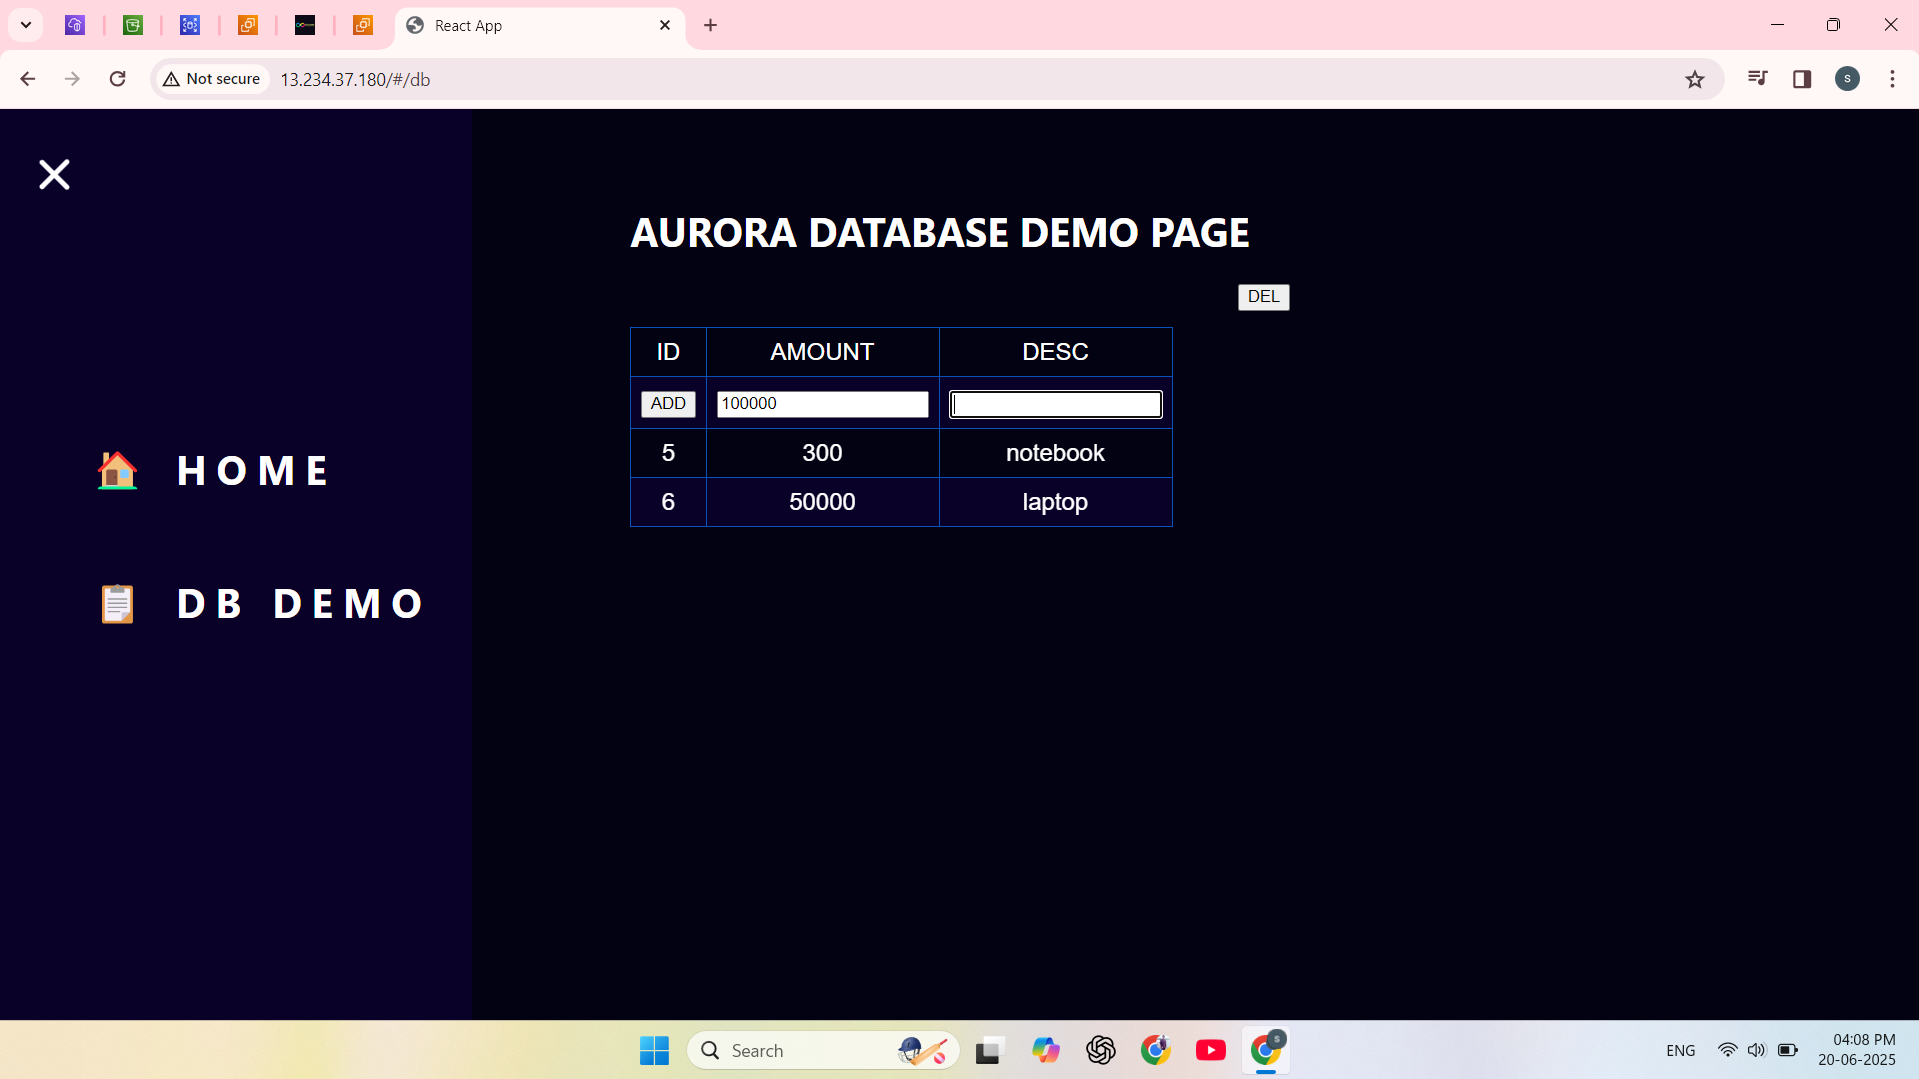 React App
Not secure
13.234.37.180/#/db
S
AURORA DATABASE DEMO PAGE
DEL
ID AMOUNT DESC
ADD 100000
5 300 notebook
6 50000 laptop
HOME
DB DEMO
Search
S
ENG
04:08 PM
20-06-2025